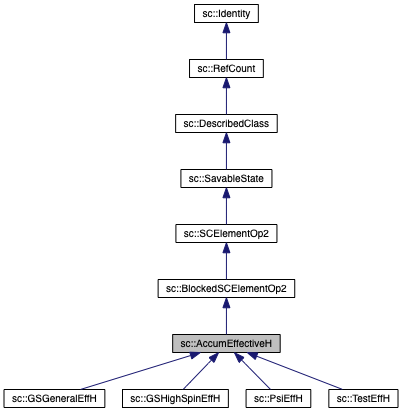 sc::Identity
sc::RefCount
sc::DescribedClass
sc::SavableState
sc::SCElementOp2
sc::BlockedSCElementOp2
sc::AccumEffectiveH
sc::GSGeneralEffH sc::GSHighSpinEffH sc::PsiEffH sc::TestEffH